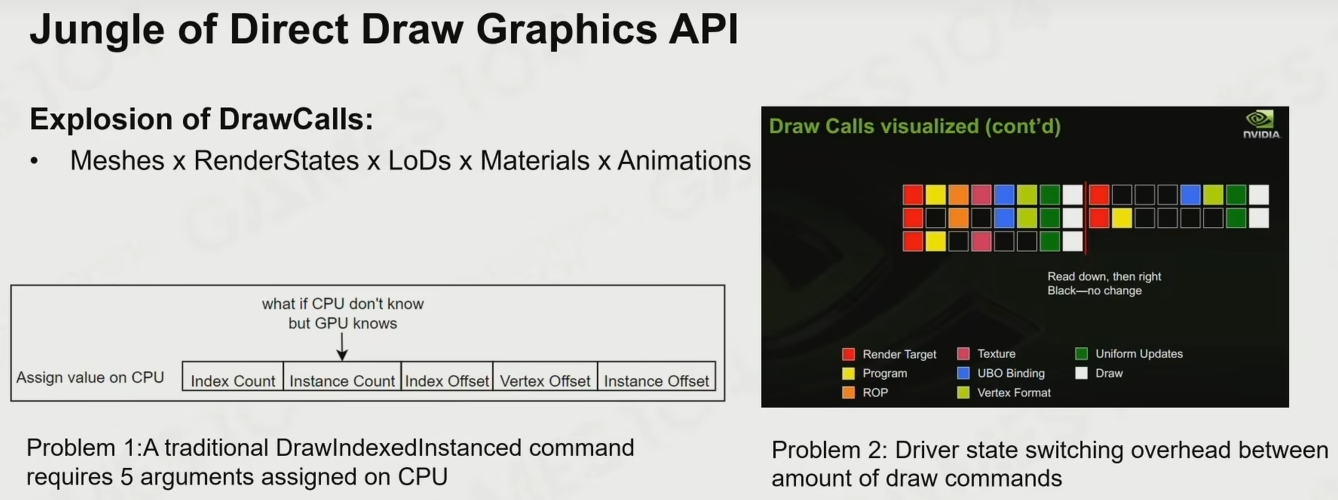 Jungle of Direct Draw Graphics API
Explosion of DrawCalls:
• Meshes x RenderStates x LoDs x Materials x Animations
what if CPU don't know
but GPU knows
Assign value on CPU
Index Count
Instance Count
Index Offset
Vertex Offset
Instance Offset
Problem 1:A traditional DrawIndexedInstanced command
requires 5 arguments assigned on CPU
Draw Calls visualized (cont'd)
NVIDIA.
Read down, then right
Black—no change
Render Target
Program
ROP
Texture
UBO Binding
Vertex Format
Uniform Updates
Draw
Problem 2: Driver state switching overhead between
amount of draw commands